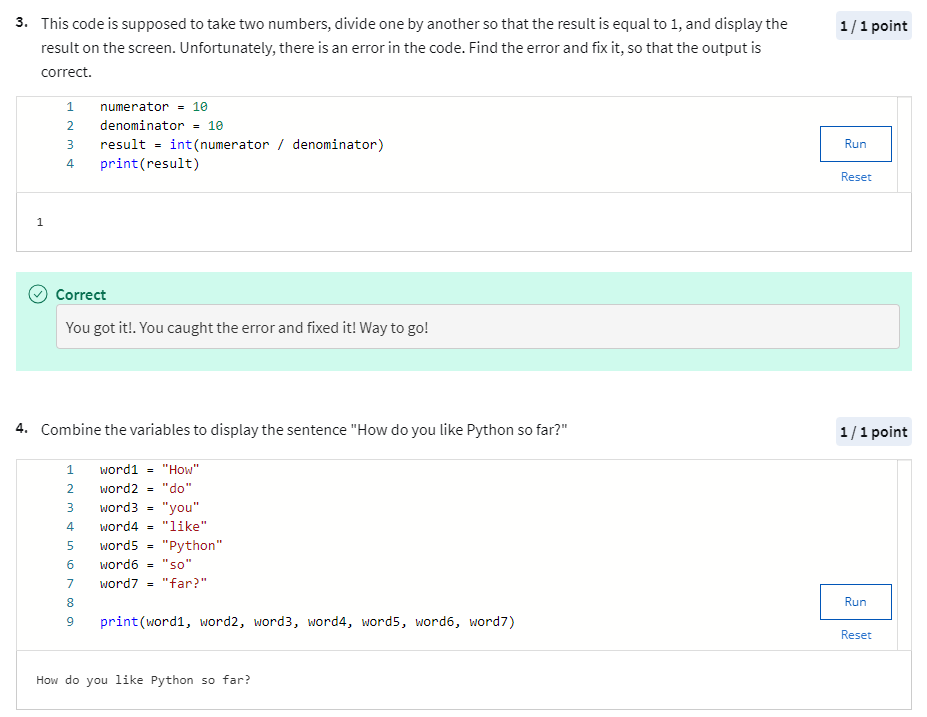 3. This code is supposed to take two numbers, divide one by another so that the result is equal to 1, and display the
1 / 1 point
result on the screen. Unfortunately, there is an error in the code. Find the error and fix it, so that the output is
correct.
1 numerator = 10
2 denominator = 10
3 result = int(numerator / denominator)
4 print(result)
Run
Reset
1
Correct
You got it!. You caught the error and fixed it! Way to go!
4. Combine the variables to display the sentence "How do you like Python so far?"
1 / 1 point
1 word1 = "How"
2 word2 = "do"
3 word3 = "you"
4 word4 = "like"
5 word5 = "Python"
6 word6 = "so"
7 word7 = "far?"
8
9 print(word1, word2, word3, word4, word5, word6, word7)
Run
Reset
How do you like Python so far?